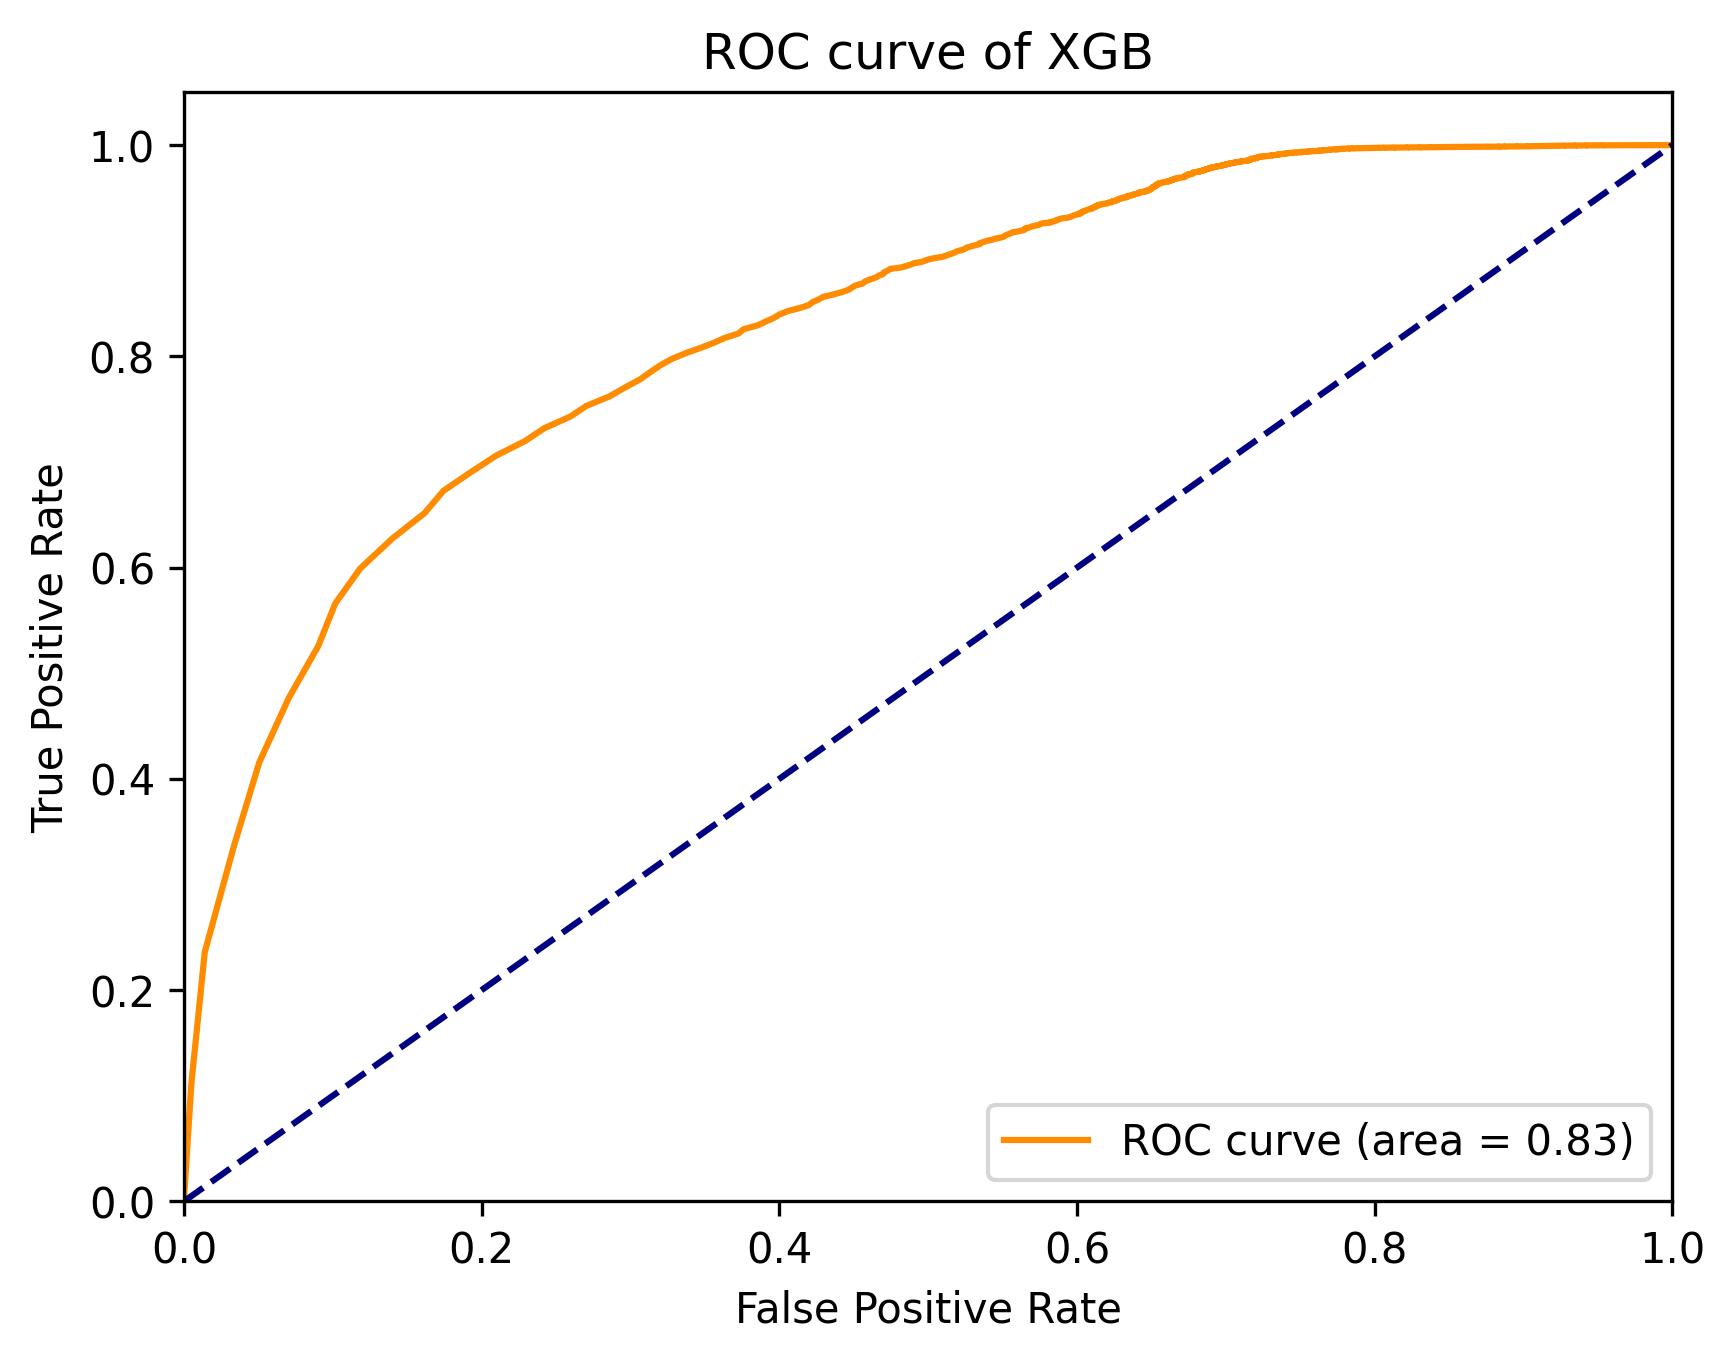 ROC curve of XGB
1.0
0.8
0.6
0.4
0.2
0.0
True Positive Rate
ROC curve (area = 0.83)
0.0 0.2 0.4 0.6 0.8 1.0
False Positive Rate